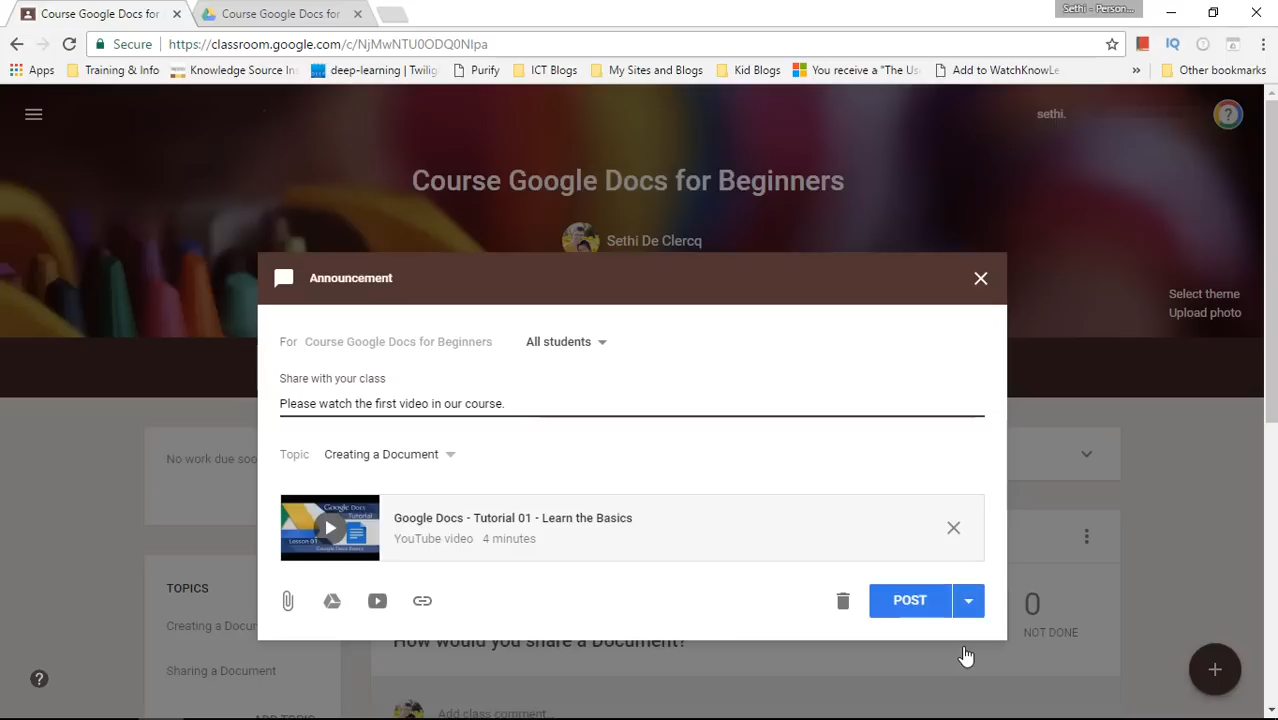 Course Google Docs for
Course Google Docs for
Sethi - Person...
Secure
https://classroom.google.com/c/NjMwNTU0ODQ0NIpa
Apps
Training & Info
Knowledge Source In
deep-learning | Twilig
Purify
ICT Blogs
My Sites and Blogs
Kid Blogs
You receive a "The Us
Add to WatchKowLe
»
Other bookmarks
IQ
sethi.
Course Google Docs for Beginners
Sethi De Clercq
Select theme
Upload photo
Announcement
For Course Google Docs for Beginners All students
Share with your class
Please watch the first video in our course.
Topic Creating a Document
Google Docs - Tutorial 01 - Learn the Basics
YouTube video 4 minutes
POST
No work due soo
TOPICS
Creating a Docur
Sharing a Document
ADD TOPIC
How would you share a Document?
0
NOT DONE
Add class comment...